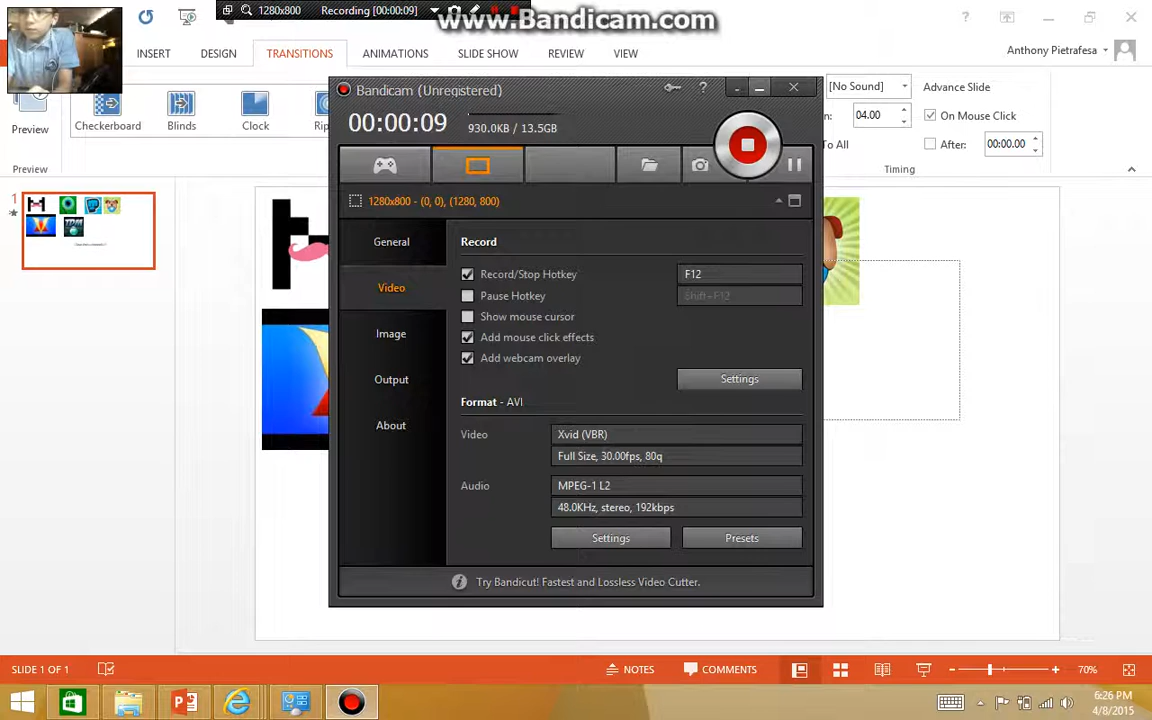 1280x800 Recording [00:00:09]
www.Bandicam.com
INSERT DESIGN TRANSITIONS ANIMATIONS SLIDE SHOW REVIEW VIEW
Anthony Pietrafesa
Preview
Checkerboard Blinds Clock
Preview
[No Sound] Advance Slide
04.00 On Mouse Click
To All After: 00:00.00
Timing
Bandicam (Unregistered)
00:00:09 930.0KB / 13.5GB
1280x800 - (0, 0), (1280, 800)
General
Video
Image
Output
About
Record
Record/Stop Hotkey F12
Pause Hotkey Shift+F12
Show mouse cursor
Add mouse click effects
Add webcam overlay
Settings
Format - AVI
Video Xvid (VBR)
Full Size, 30.00fps, 80q
Audio MPEG-1 L2
48.0KHz, stereo, 192kbps
Settings Presets
Try Bandicut! Fastest and Lossless Video Cutter.
1
SLIDE 1 OF 1
NOTES COMMENTS 70%
6:26 PM
4/8/2015